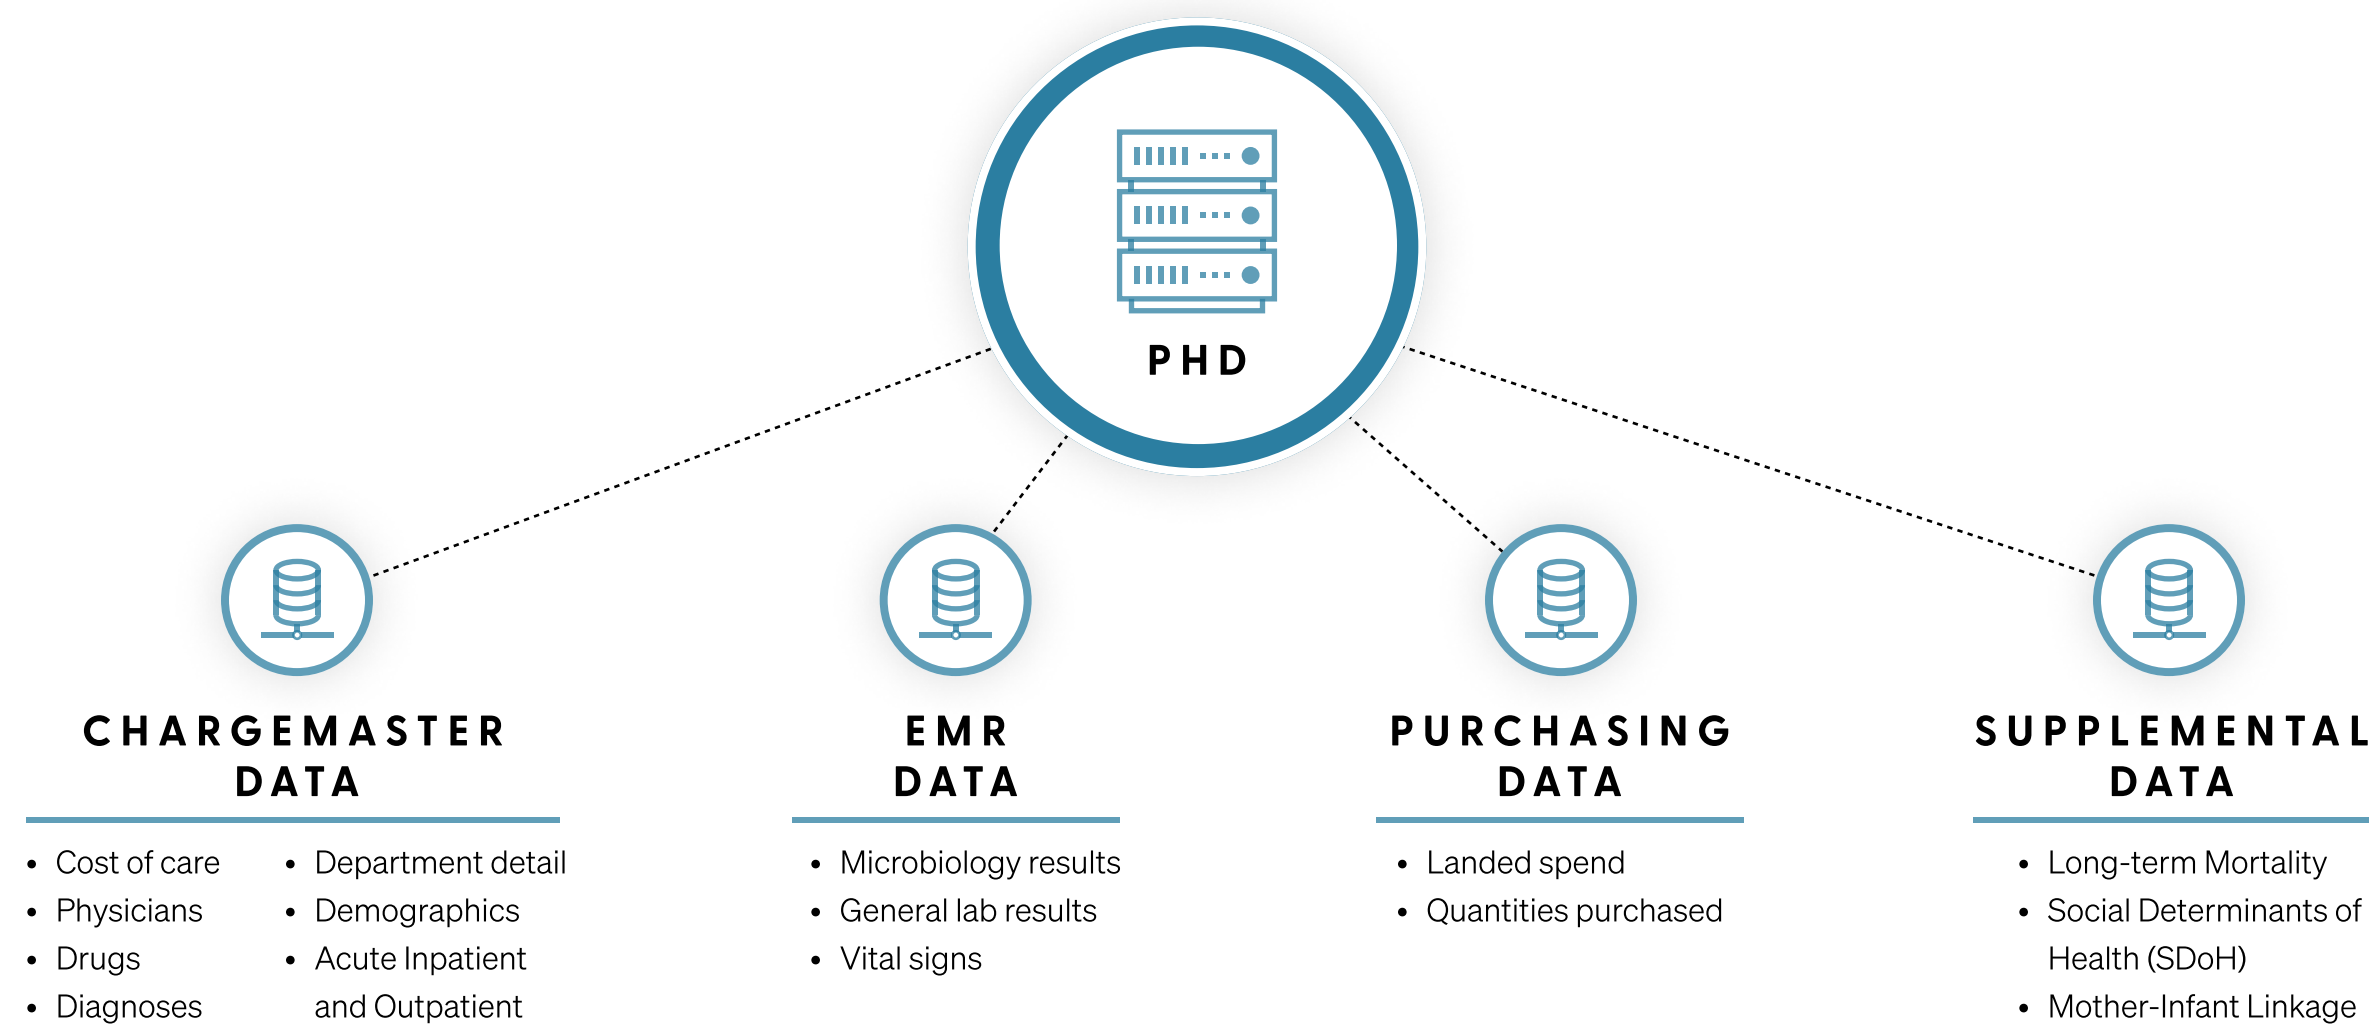 PHD
CHARGEMASTER
DATA
• Cost of care
• Physicians
• Drugs
• Diagnoses
• Department detail
• Demographics
• Acute Inpatient
and Outpatient
EMR
DATA
• Microbiology results
• General lab results
• Vital signs
PURCHASING
DATA
• Landed spend
• Quantities purchased
SUPPLEMENTAL
DATA
• Long-term Mortality
• Social Determinants of
Health (SDoH)
• Mother-Infant Linkage